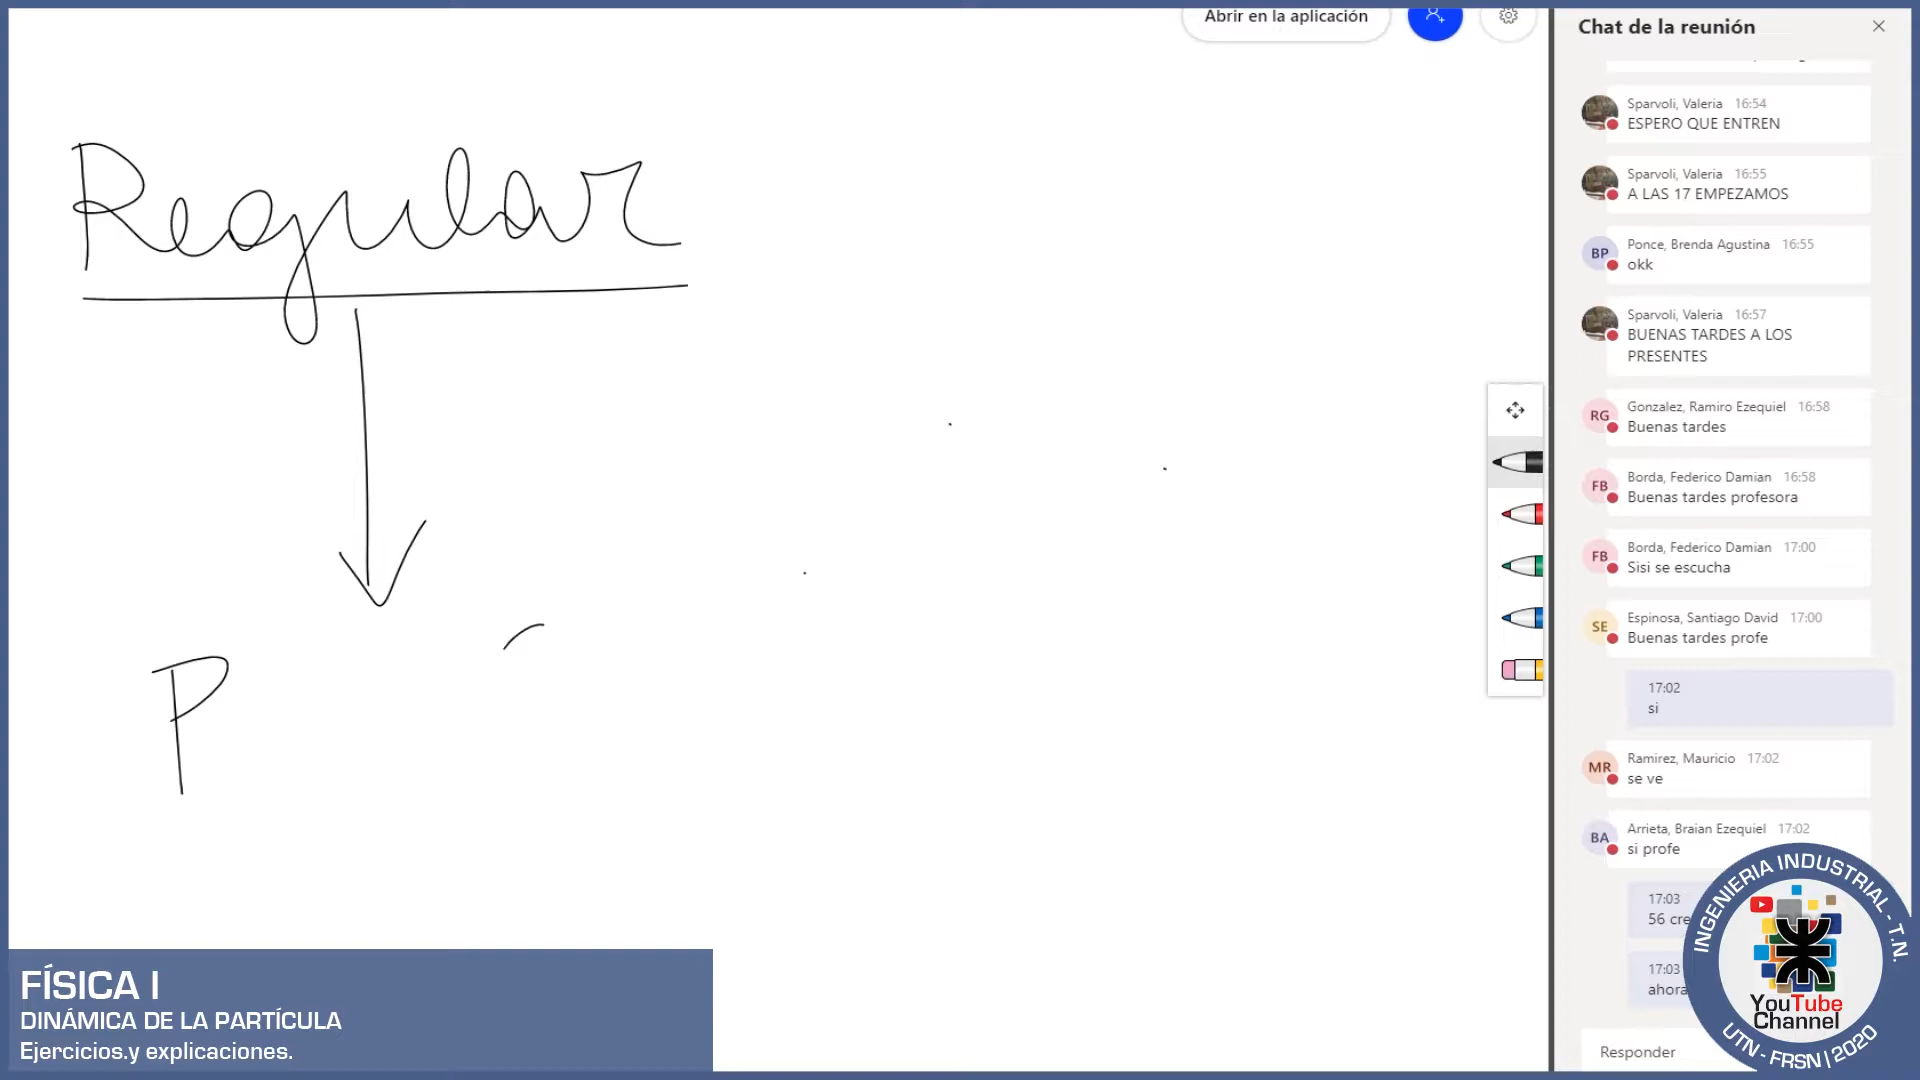 Abrir en la aplicación
Regular
P
FÍSICA I
DINÁMICA DE LA PARTÍCULA
Ejercicios.y explicaciones.
Chat de la reunión
Sparvoli, Valeria 16:54
ESPERO QUE ENTREN
Sparvoli, Valeria 16:55
A LAS 17 EMPEZAMOS
BP
Ponce, Brenda Agustina 16:55
okk
Sparvoli, Valeria 16:57
BUENAS TARDES A LOS
PRESENTES
RG
Gonzalez, Ramiro Ezequiel 16:58
Buenas tardes
FB
Borda, Federico Damian 16:58
Buenas tardes profesora
FB
Borda, Federico Damian 17:00
Sisi se escucha
SE
Espinosa, Santiago David 17:00
Buenas tardes profe
17:02
si
MR
Ramirez, Mauricio 17:02
se ve
BA
Arrieta, Braian Ezequiel 17:02
si profe
17:03
56 cre
17:03
ahora
Responder
INGENIERIA INDUSTRIAL - T.N.
YouTube
Channel
UTN - FRSN | 2020